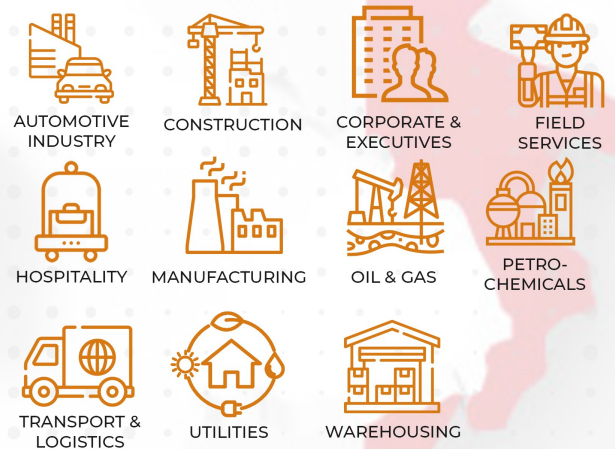 AUTOMOTIVE
INDUSTRY
CONSTRUCTION
CORPORATE &
EXECUTIVES
FIELD
SERVICES
HOSPITALITY
MANUFACTURING
OIL & GAS
PETRO-
CHEMICALS
TRANSPORT &
LOGISTICS
UTILITIES
WAREHOUSING